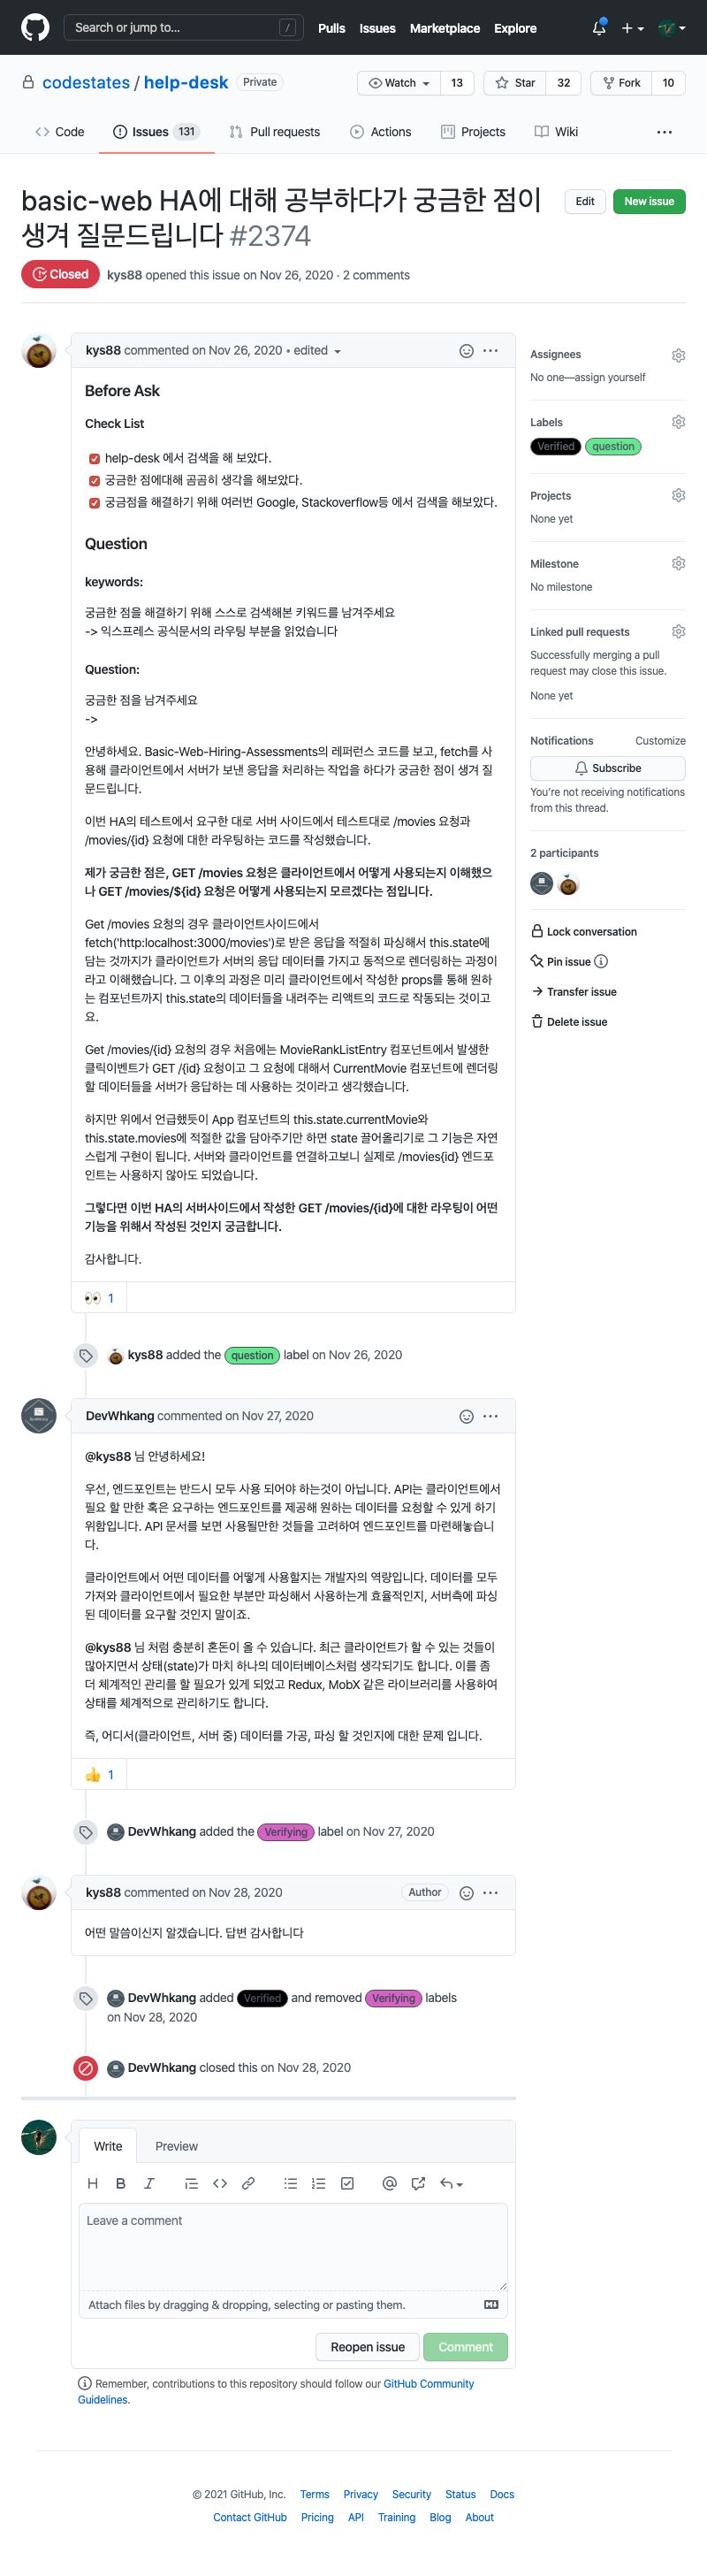 Search or jump to...
/
Pulls Issues Marketplace Explore
codestates / help-desk Private
Watch 13 Star 32 Fork 10
Code Issues 131 Pull requests Actions Projects Wiki
basic-web HA에 대해 공부하다가 궁금한 점이
생겨 질문드립니다 #2374
Edit New issue
Closed kys88 opened this issue on Nov 26, 2020 · 2 comments
kys88 commented on Nov 26, 2020 • edited
Before Ask
Check List
help-desk 에서 검색을 해 보았다.
궁금한 점에대해 곰곰히 생각을 해보았다.
궁금점을 해결하기 위해 여러번 Google, Stackoverflow등 에서 검색을 해보았다.
Question
keywords:
궁금한 점을 해결하기 위해 스스로 검색해본 키워드를 남겨주세요
-> 익스프레스 공식문서의 라우팅 부분을 읽었습니다
Question:
궁금한 점을 남겨주세요
->
안녕하세요. Basic-Web-Hiring-Assessments의 레퍼런스 코드를 보고, fetch를 사
용해 클라이언트에서 서버가 보낸 응답을 처리하는 작업을 하다가 궁금한 점이 생겨 질
문드립니다.
이번 HA의 테스트에서 요구한 대로 서버 사이드에서 테스트대로 /movies 요청과
/movies/{id} 요청에 대한 라우팅하는 코드를 작성했습니다.
제가 궁금한 점은, GET /movies 요청은 클라이언트에서 어떻게 사용되는지 이해했으
나 GET /movies/${id} 요청은 어떻게 사용되는지 모르겠다는 점입니다.
Get /movies 요청의 경우 클라이언트사이드에서
fetch('http:localhost:3000/movies')로 받은 응답을 적절히 파싱해서 this.state에
담는 것까지가 클라이언트가 서버의 응답 데이터를 가지고 동적으로 렌더링하는 과정이
라고 이해했습니다. 그 이후의 과정은 미리 클라이언트에서 작성한 props를 통해 원하
는 컴포넌트까지 this.state의 데이터들을 내려주는 리액트의 코드로 작동되는 것이고
요.
Get /movies/{id} 요청의 경우 처음에는 MovieRankListEntry 컴포넌트에서 발생한
클릭이벤트가 GET /{id} 요청이고 그 요청에 대해서 CurrentMovie 컴포넌트에 렌더링
할 데이터들을 서버가 응답하는 데 사용하는 것이라고 생각했습니다.
하지만 위에서 언급했듯이 App 컴포넌트의 this.state.currentMovie와
this.state.movies에 적절한 값을 담아주기만 하면 state 끌어올리기로 그 기능은 자연
스럽게 구현이 됩니다. 서버와 클라이언트를 연결하고보니 실제로 /movies{id} 엔드포
인트는 사용하지 않아도 되었습니다.
그렇다면 이번 HA의 서버사이드에서 작성한 GET /movies/{id}에 대한 라우팅이 어떤
기능을 위해서 작성된 것인지 궁금합니다.
감사합니다.
👀 1
kys88 added the question label on Nov 26, 2020
DevWhkang commented on Nov 27, 2020
@kys88 님 안녕하세요!
우선, 엔드포인트는 반드시 모두 사용 되어야 하는것이 아닙니다. API는 클라이언트에서
필요 할 만한 혹은 요구하는 엔드포인트를 제공해 원하는 데이터를 요청할 수 있게 하기
위함입니다. API 문서를 보면 사용될만한 것들을 고려하여 엔드포인트를 마련해놓습니
다.
클라이언트에서 어떤 데이터를 어떻게 사용할지는 개발자의 역량입니다. 데이터를 모두
가져와 클라이언트에서 필요한 부분만 파싱해서 사용하는게 효율적인지, 서버측에 파싱
된 데이터를 요구할 것인지 말이죠.
@kys88 님 처럼 충분히 혼돈이 올 수 있습니다. 최근 클라이언트가 할 수 있는 것들이
많아지면서 상태(state)가 마치 하나의 데이터베이스처럼 생각되기도 합니다. 이를 좀
더 체계적인 관리를 할 필요가 있게 되었고 Redux, MobX 같은 라이브러리를 사용하여
상태를 체계적으로 관리하기도 합니다.
즉, 어디서(클라이언트, 서버 중) 데이터를 가공, 파싱 할 것인지에 대한 문제 입니다.
👍 1
DevWhkang added the Verifying label on Nov 27, 2020
kys88 commented on Nov 28, 2020 Author
어떤 말씀이신지 알겠습니다. 답변 감사합니다
DevWhkang added Verified and removed Verifying labels
on Nov 28, 2020
DevWhkang closed this on Nov 28, 2020
Write Preview
Leave a comment
Attach files by dragging & dropping, selecting or pasting them.
Reopen issue Comment
Remember, contributions to this repository should follow our GitHub Community
Guidelines.
Assignees
No one—assign yourself
Labels
Verified question
Projects
None yet
Milestone
No milestone
Linked pull requests
Successfully merging a pull
request may close this issue.
None yet
Notifications Customize
Subscribe
You're not receiving notifications
from this thread.
2 participants
Lock conversation
Pin issue
Transfer issue
Delete issue
© 2021 GitHub, Inc. Terms Privacy Security Status Docs
Contact GitHub Pricing API Training Blog About